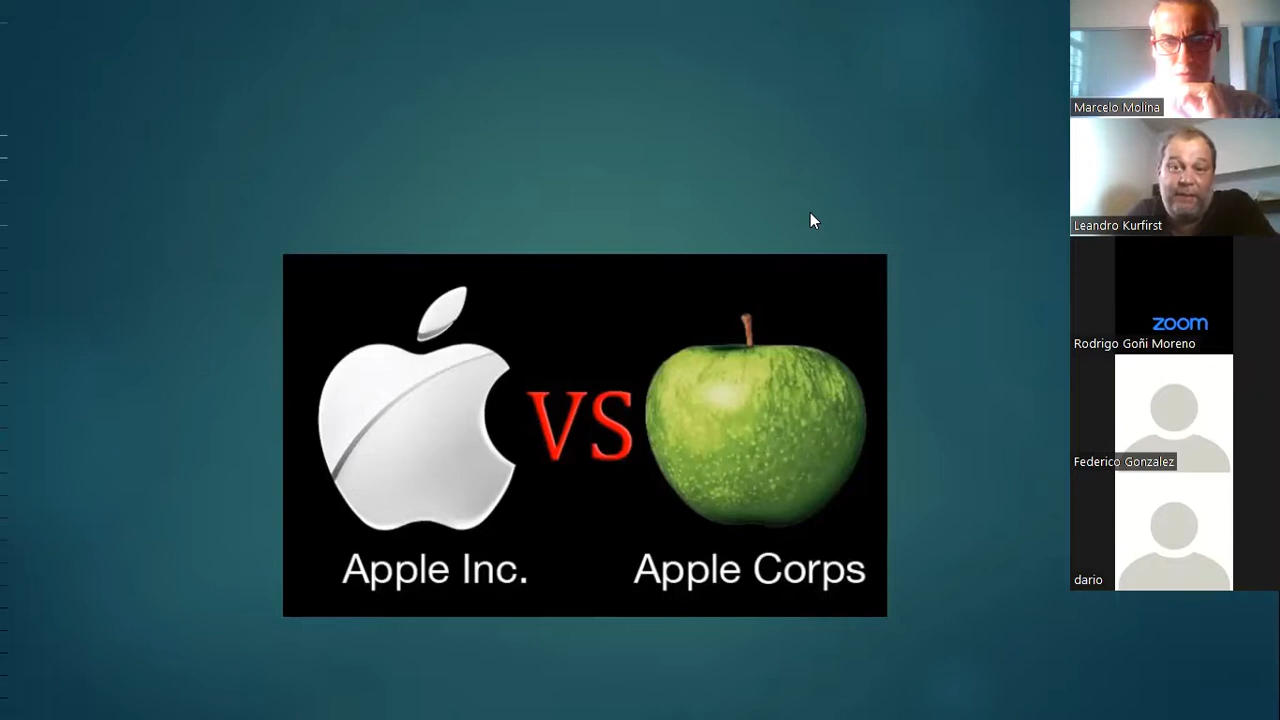 VS
Apple Inc.
Apple Corps
Marcelo Molina
Leandro Kurfirst
zoom
Rodrigo Goñi Moreno
Federico Gonzalez
dario